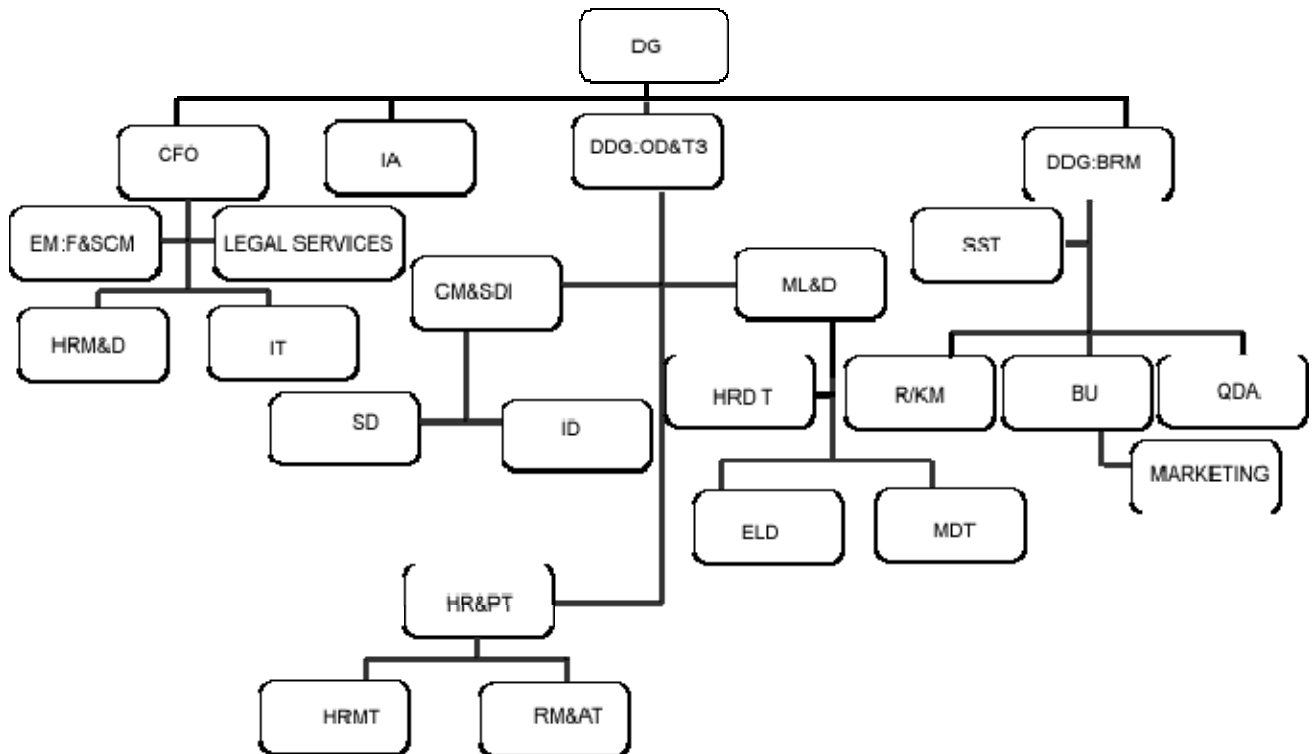 DG
CFO
IA
DDG:OD&T3
DDG:BRM
EM:F&SCM
LEGAL SERVICES
SST
CM&SDI
ML&D
HRM&D
IT
HRD T
R/KM
BU
QDA
SD
ID
MARKETING
ELD
MDT
HR&PT
HRMT
RM&AT